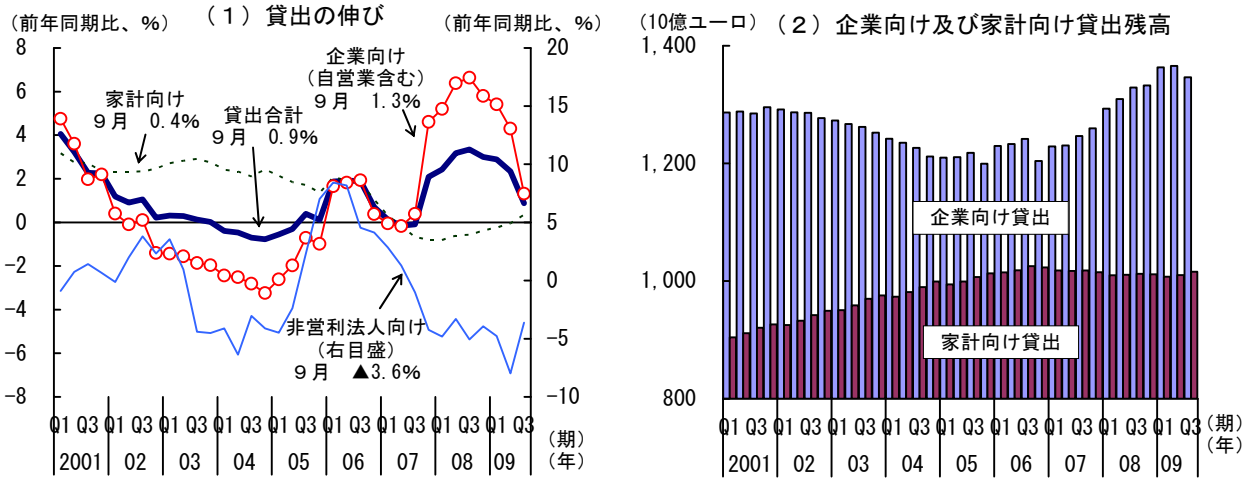 （1）貸出の伸び
（前年同期比、%）
（前年同期比、%）
8
6
4
2
0
−2
−4
−6
−8
20
15
10
5
0
−5
−10
企業向け
（自営業含む）
９月　1.3%
家計向け
９月　0.4%
貸出合計
９月　0.9%
非営利法人向け
（右目盛）
９月　▲3.6%
Q1 Q3 Q1 Q3 Q1 Q3 Q1 Q3 Q1 Q3 Q1 Q3 Q1 Q3 Q1 Q3 Q1 Q3
（期）
2001 02 03 04 05 06 07 08 09
（年）
（2）企業向け及び家計向け貸出残高
（10億ユーロ）
1,400
1,200
1,000
800
企業向け貸出
家計向け貸出
Q1 Q3 Q1 Q3 Q1 Q3 Q1 Q3 Q1 Q3 Q1 Q3 Q1 Q3 Q1 Q3 Q1 Q3
（期）
2001 02 03 04 05 06 07 08 09
（年）